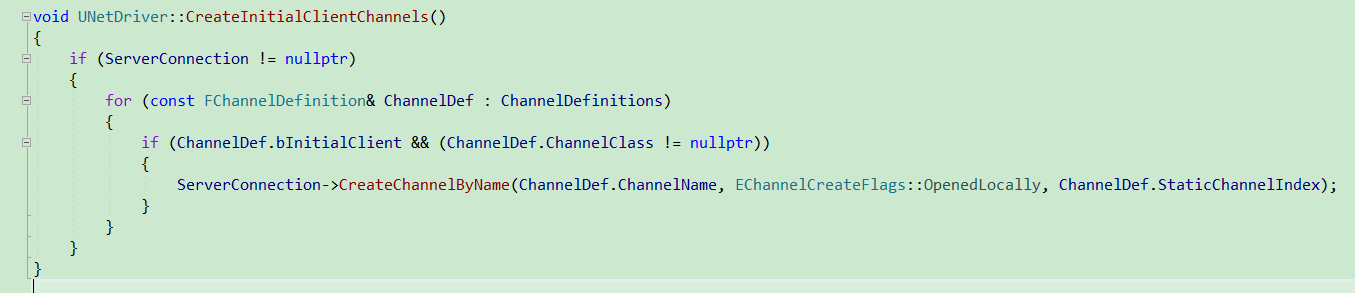 void UNetDriver::CreateInitialClientChannels()
{
    if (ServerConnection != nullptr)
    {
        for (const FChannelDefinition& ChannelDef : ChannelDefinitions)
        {
            if (ChannelDef.bInitialClient && (ChannelDef.ChannelClass != nullptr))
            {
                ServerConnection->CreateChannelByName(ChannelDef.ChannelName, EChannelCreateFlags::OpenedLocally, ChannelDef.StaticChannelIndex);
            }
        }
    }
}